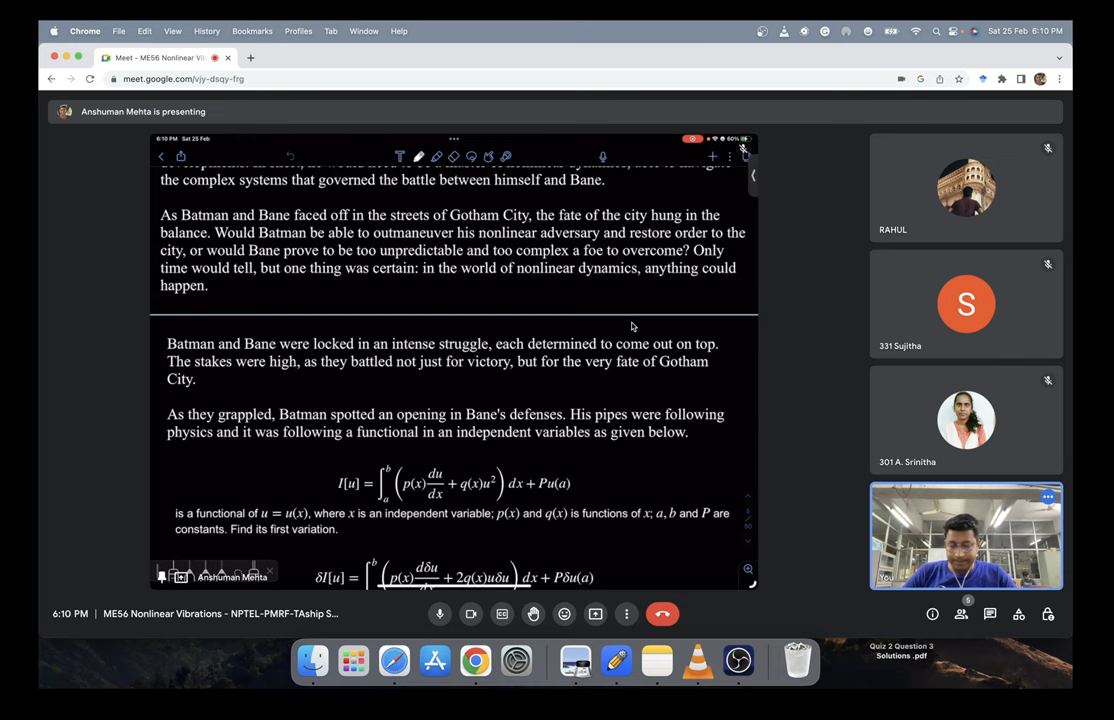 Chrome File Edit View History Bookmarks Profiles Tab Window Help Sat 25 Feb 6:10 PM
Meet - ME56 Nonlinear Vib
meet.google.com/vjy-dsqy-frg
Anshuman Mehta is presenting
6:10 PM Sat 25 Feb 60%
the complex systems that governed the battle between himself and Bane.
As Batman and Bane faced off in the streets of Gotham City, the fate of the city hung in the
balance. Would Batman be able to outmaneuver his nonlinear adversary and restore order to the
city, or would Bane prove to be too unpredictable and too complex a foe to overcome? Only
time would tell, but one thing was certain: in the world of nonlinear dynamics, anything could
happen.
Batman and Bane were locked in an intense struggle, each determined to come out on top.
The stakes were high, as they battled not just for victory, but for the very fate of Gotham
City.
As they grappled, Batman spotted an opening in Bane's defenses. His pipes were following
physics and it was following a functional in an independent variables as given below.
I[u] = ∫_a^b (p(x) du/dx + q(x)u²) dx + Pu(a)
is a functional of u = u(x), where x is an independent variable; p(x) and q(x) is functions of x; a, b and P are
constants. Find its first variation.
δI[u] = ∫^b (p(x) dδu/dx + 2q(x)uδu) dx + Pδu(a)
5
50
Anshuman Mehta
RAHUL
S
331 Sujitha
301 A. Srinitha
You
6:10 PM | ME56 Nonlinear Vibrations - NPTEL-PMRF-TAship S...
5
Quiz 2 Question 3
Solutions .pdf